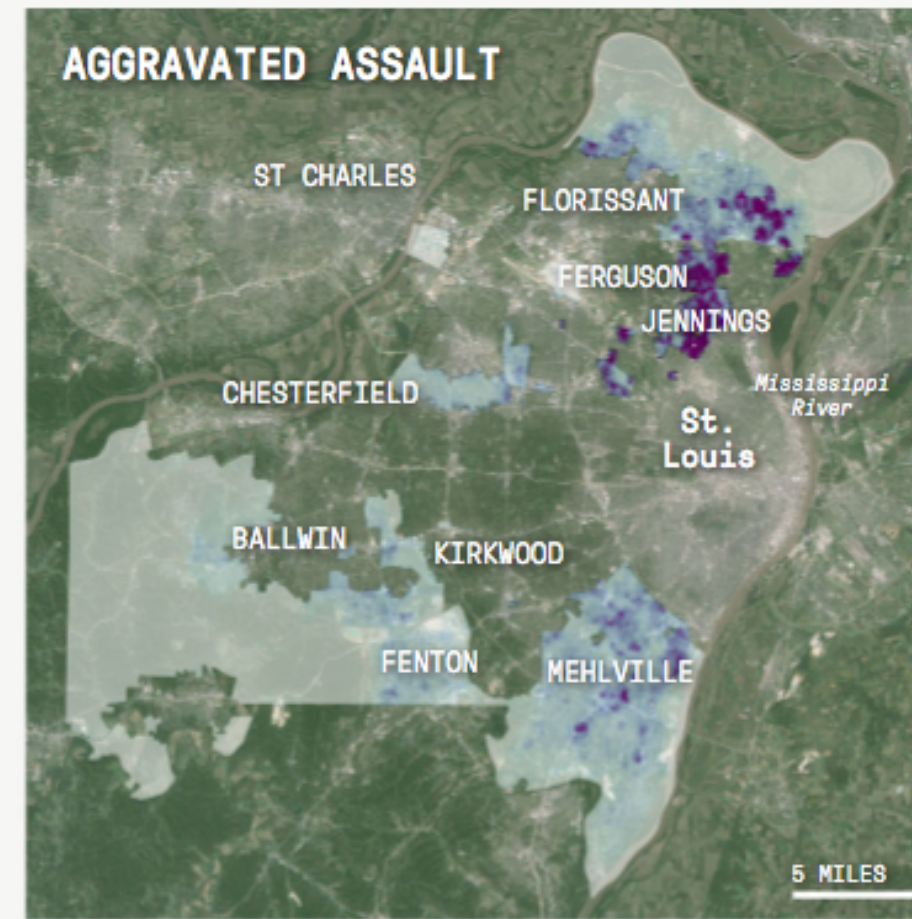 AGGRAVATED ASSAULT
ST CHARLES
FLORISSANT
FERGUSON
JENNINGS
CHESTERFIELD
Mississippi
River
St.
Louis
BALLWIN
KIRKWOOD
FENTON
MEHLVILLE
5 MILES